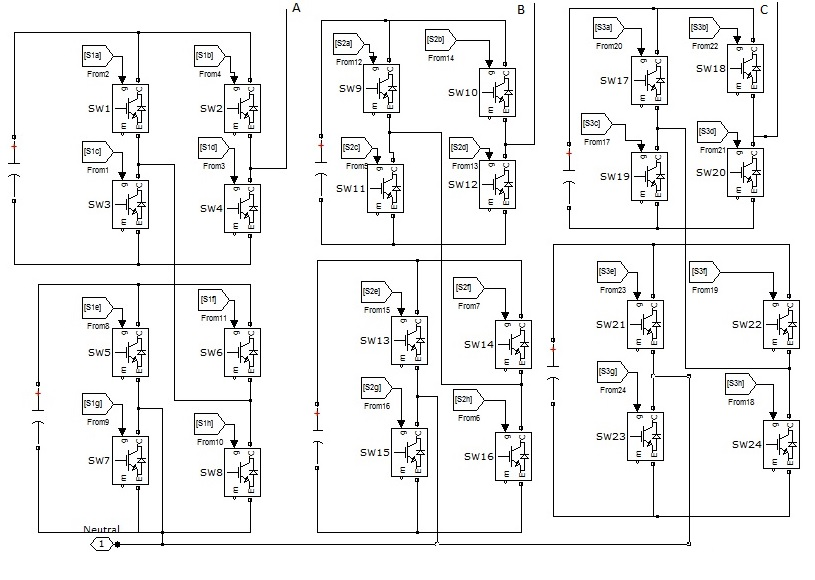 A
B
C
[S1a]
From2
[S1b]
From4
g
C
m
E
SW1
g
C
m
E
SW2
[S1c]
From1
[S1d]
From3
g
C
m
E
SW3
g
C
m
E
SW4
[S1e]
From8
[S1f]
From11
g
C
m
E
SW5
g
C
m
E
SW6
[S1g]
From9
[S1h]
From10
g
C
m
E
SW7
g
C
m
E
SW8
[S2a]
From12
[S2b]
From14
g
C
m
E
SW9
g
C
m
E
SW10
[S2c]
From5
[S2d]
From13
g
C
m
E
SW11
g
C
m
E
SW12
[S2e]
From15
[S2f]
From7
g
C
m
E
SW13
g
C
m
E
SW14
[S2g]
From16
[S2h]
From6
g
C
m
E
SW15
g
C
m
E
SW16
[S3a]
From20
[S3b]
From22
g
C
m
E
SW17
g
C
m
E
SW18
[S3c]
From17
[S3d]
From21
g
C
m
E
SW19
g
C
m
E
SW20
[S3e]
From23
[S3f]
From19
g
C
m
E
SW21
g
C
m
E
SW22
[S3g]
From24
[S3h]
From18
g
C
m
E
SW23
g
C
m
E
SW24
Neutral
1